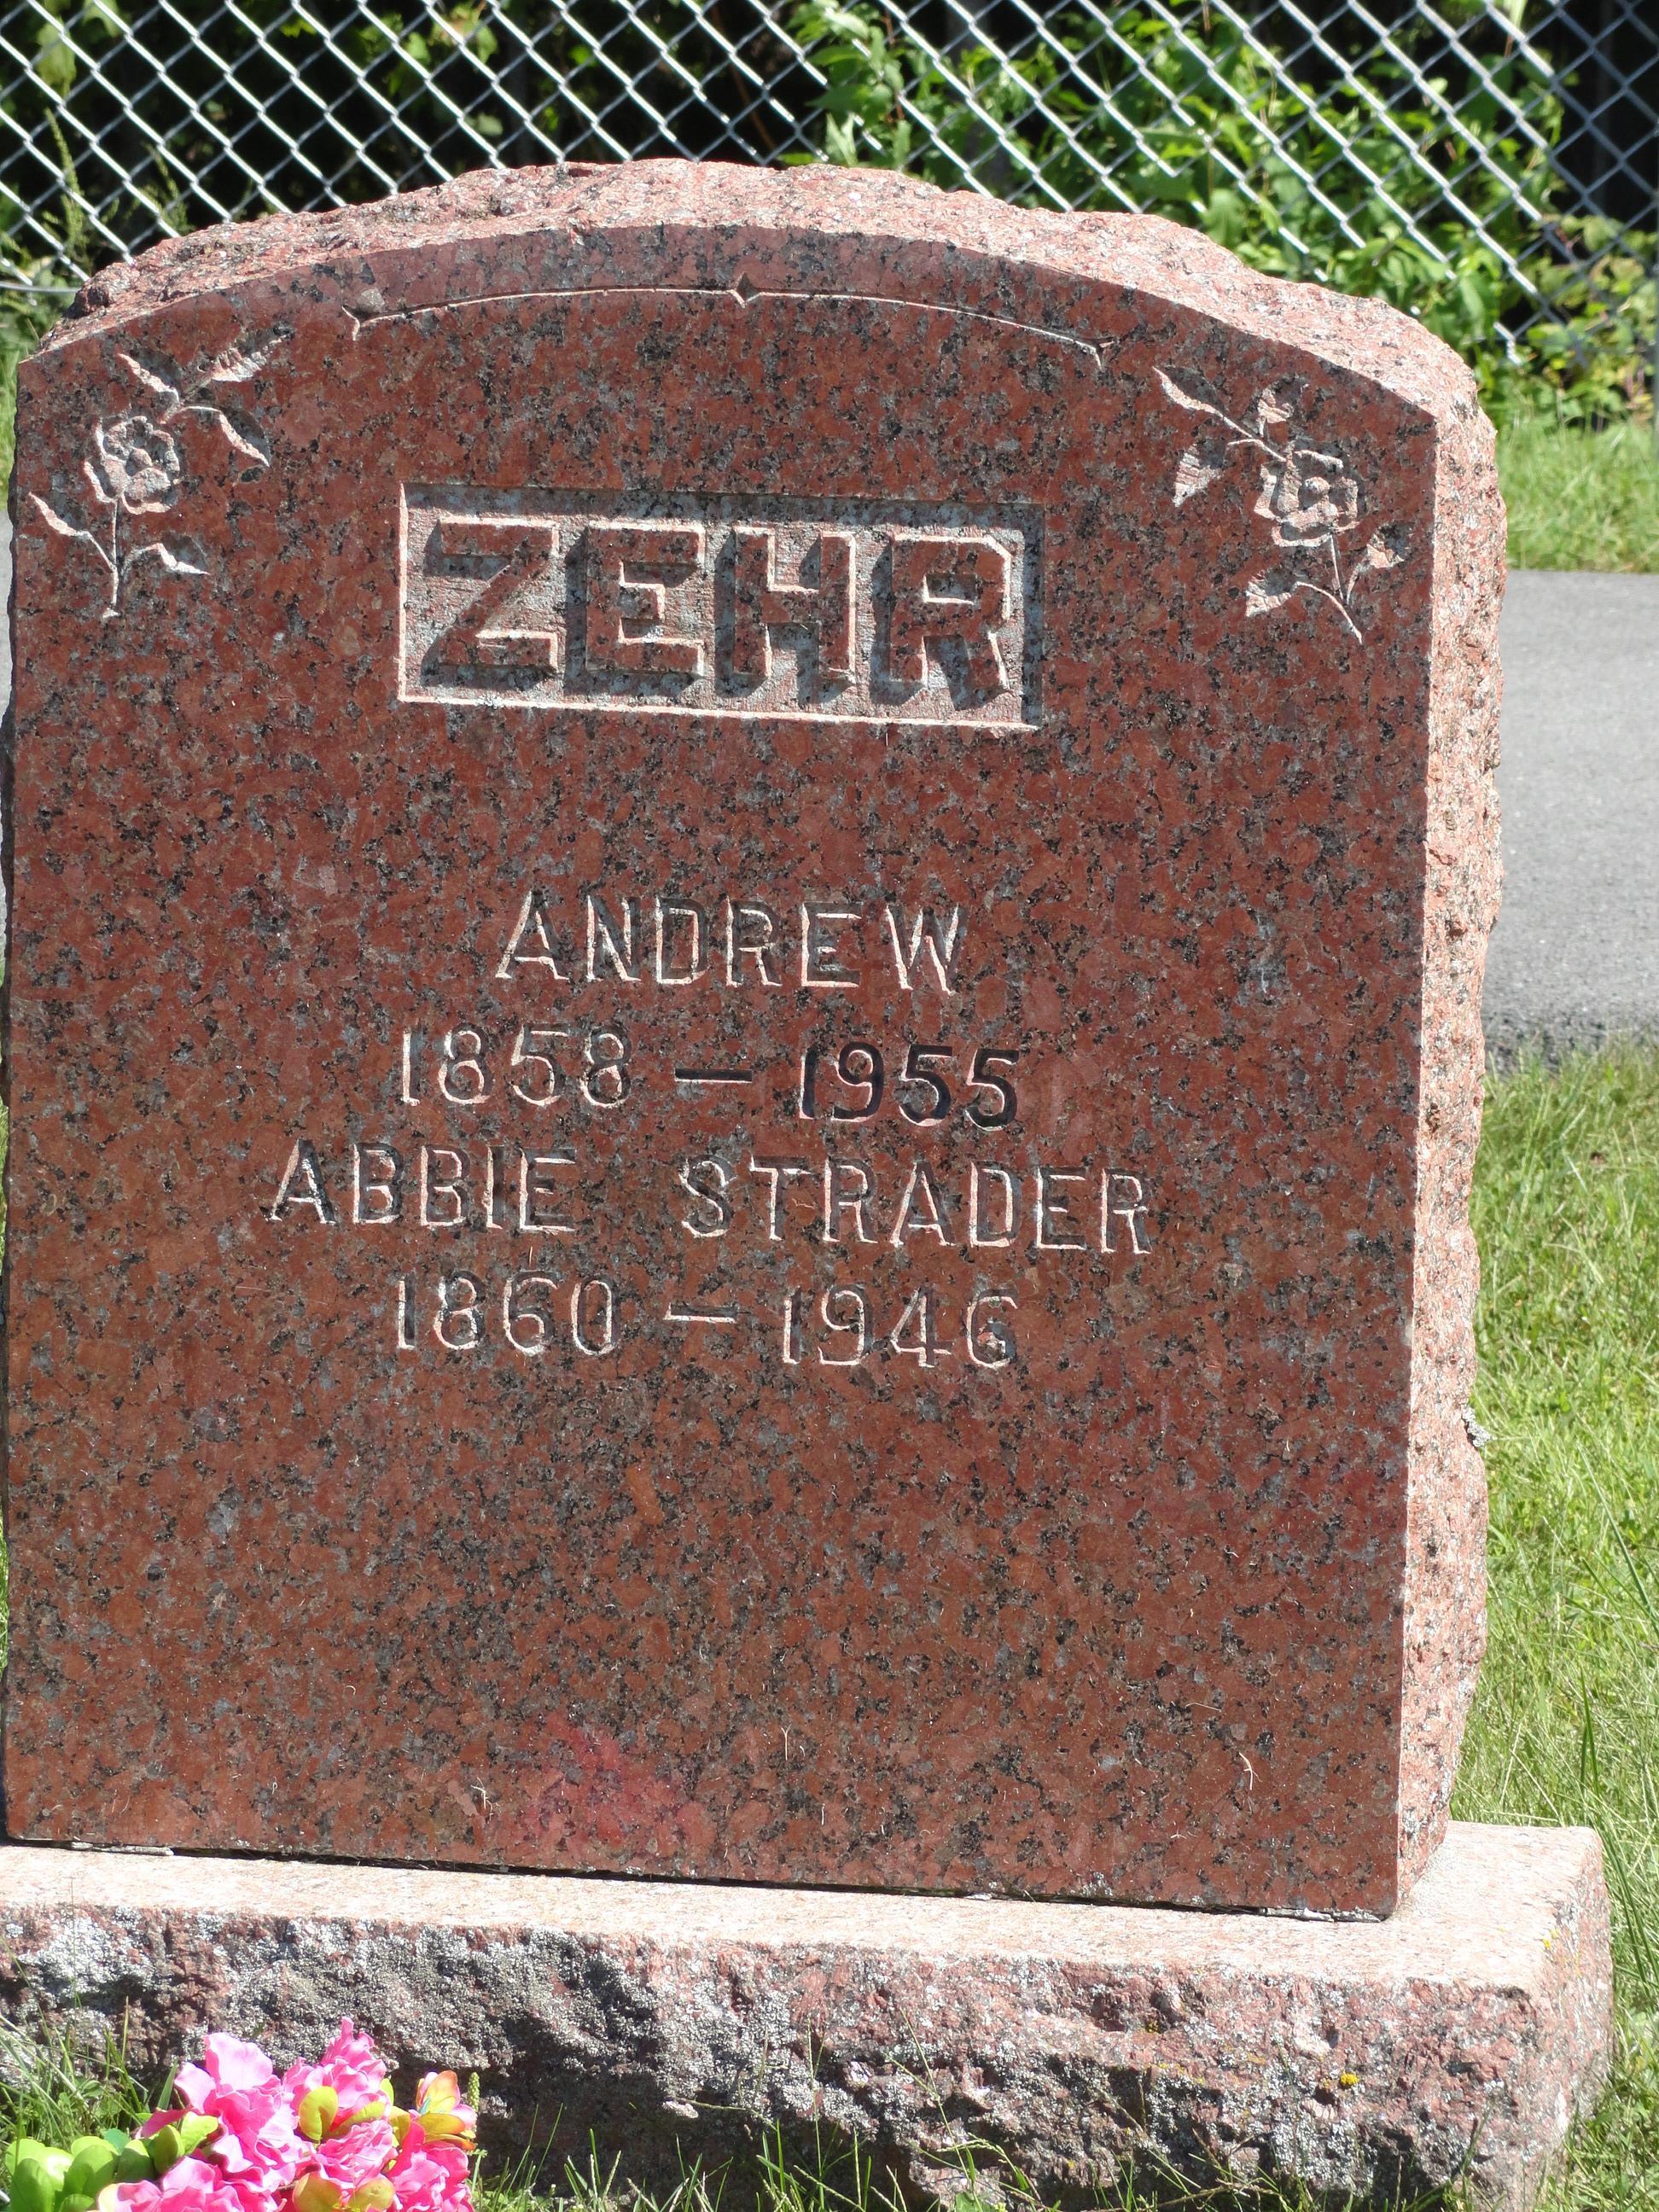 ZEHR
ANDREW
1858 — 1955
ABBIE STRADER
1860 — 1946